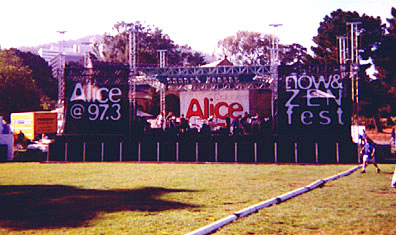 Alice
@ 97.3
Alice
now &
ZEN
fest